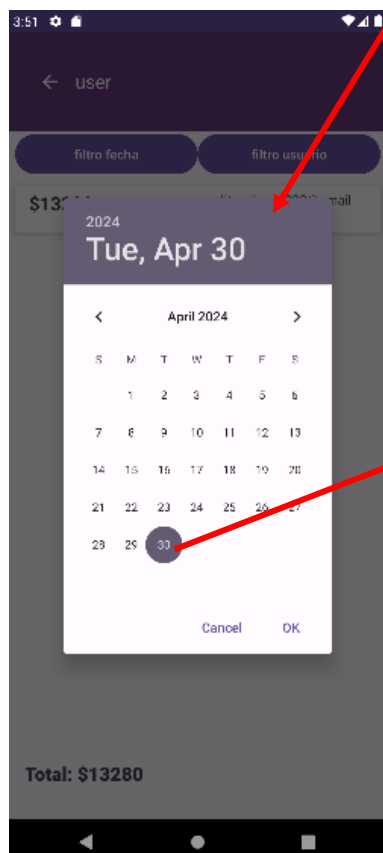 3:51
user
filtro fecha
filtro usuario
$13
mail
2024
Tue, Apr 30
April 2024
S M T W T F S
1 2 3 4 5 6
7 8 9 10 11 12 13
14 15 16 17 18 19 20
21 22 23 24 25 26 27
28 29 30
Cancel OK
Total: $13280